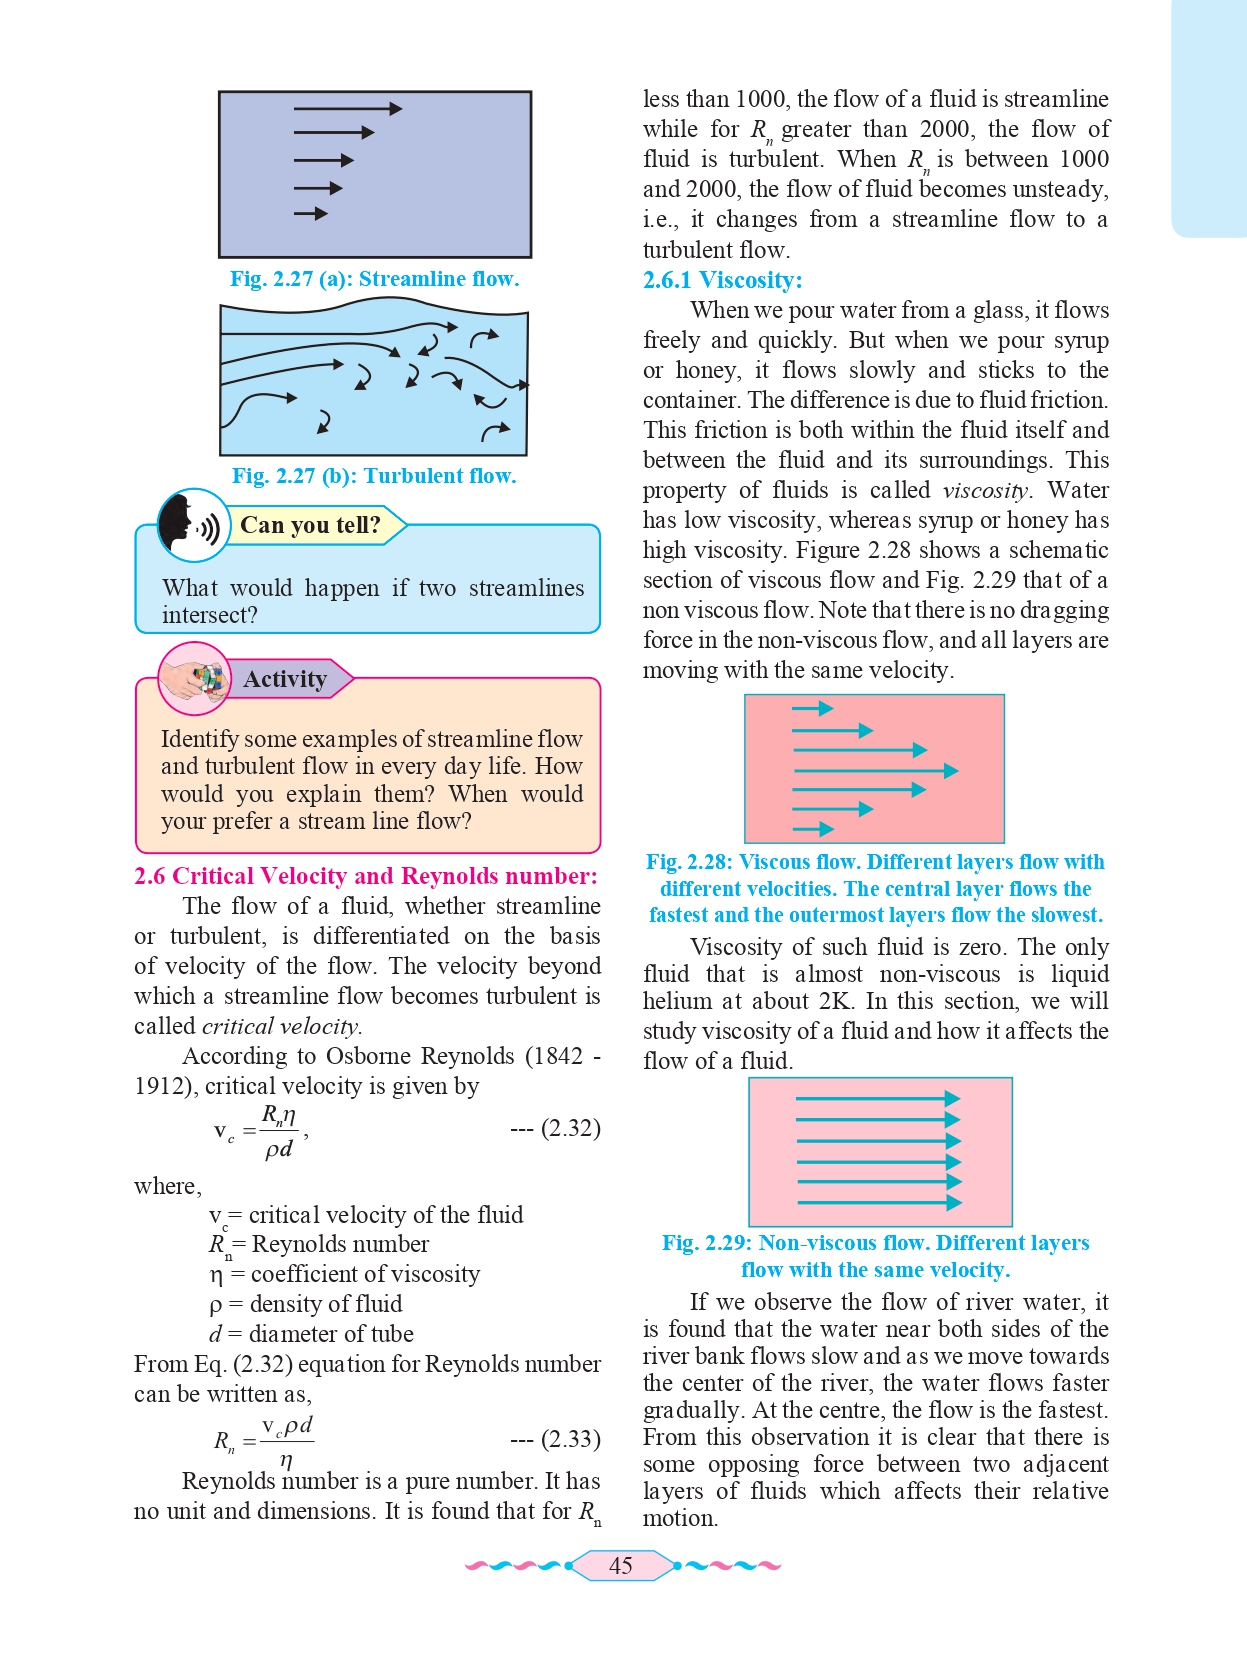 Fig. 2.27 (a): Streamline flow.
Fig. 2.27 (b): Turbulent flow.
Can you tell?
What would happen if two streamlines
intersect?
Activity
Identify some examples of streamline flow
and turbulent flow in every day life. How
would you explain them? When would
your prefer a stream line flow?
2.6 Critical Velocity and Reynolds number:
The flow of a fluid, whether streamline
or turbulent, is differentiated on the basis
of velocity of the flow. The velocity beyond
which a streamline flow becomes turbulent is
called critical velocity.
According to Osborne Reynolds (1842 -
1912), critical velocity is given by
v_c = R_nη / ρd , --- (2.32)
where,
v_c = critical velocity of the fluid
R_n = Reynolds number
η = coefficient of viscosity
ρ = density of fluid
d = diameter of tube
From Eq. (2.32) equation for Reynolds number
can be written as,
R_n = v_cρd / η --- (2.33)
Reynolds number is a pure number. It has
no unit and dimensions. It is found that for R_n
less than 1000, the flow of a fluid is streamline
while for R_n greater than 2000, the flow of
fluid is turbulent. When R_n is between 1000
and 2000, the flow of fluid becomes unsteady,
i.e., it changes from a streamline flow to a
turbulent flow.
2.6.1 Viscosity:
When we pour water from a glass, it flows
freely and quickly. But when we pour syrup
or honey, it flows slowly and sticks to the
container. The difference is due to fluid friction.
This friction is both within the fluid itself and
between the fluid and its surroundings. This
property of fluids is called viscosity. Water
has low viscosity, whereas syrup or honey has
high viscosity. Figure 2.28 shows a schematic
section of viscous flow and Fig. 2.29 that of a
non viscous flow. Note that there is no dragging
force in the non-viscous flow, and all layers are
moving with the same velocity.
Fig. 2.28: Viscous flow. Different layers flow with
different velocities. The central layer flows the
fastest and the outermost layers flow the slowest.
Viscosity of such fluid is zero. The only
fluid that is almost non-viscous is liquid
helium at about 2K. In this section, we will
study viscosity of a fluid and how it affects the
flow of a fluid.
Fig. 2.29: Non-viscous flow. Different layers
flow with the same velocity.
If we observe the flow of river water, it
is found that the water near both sides of the
river bank flows slow and as we move towards
the center of the river, the water flows faster
gradually. At the centre, the flow is the fastest.
From this observation it is clear that there is
some opposing force between two adjacent
layers of fluids which affects their relative
motion.
45